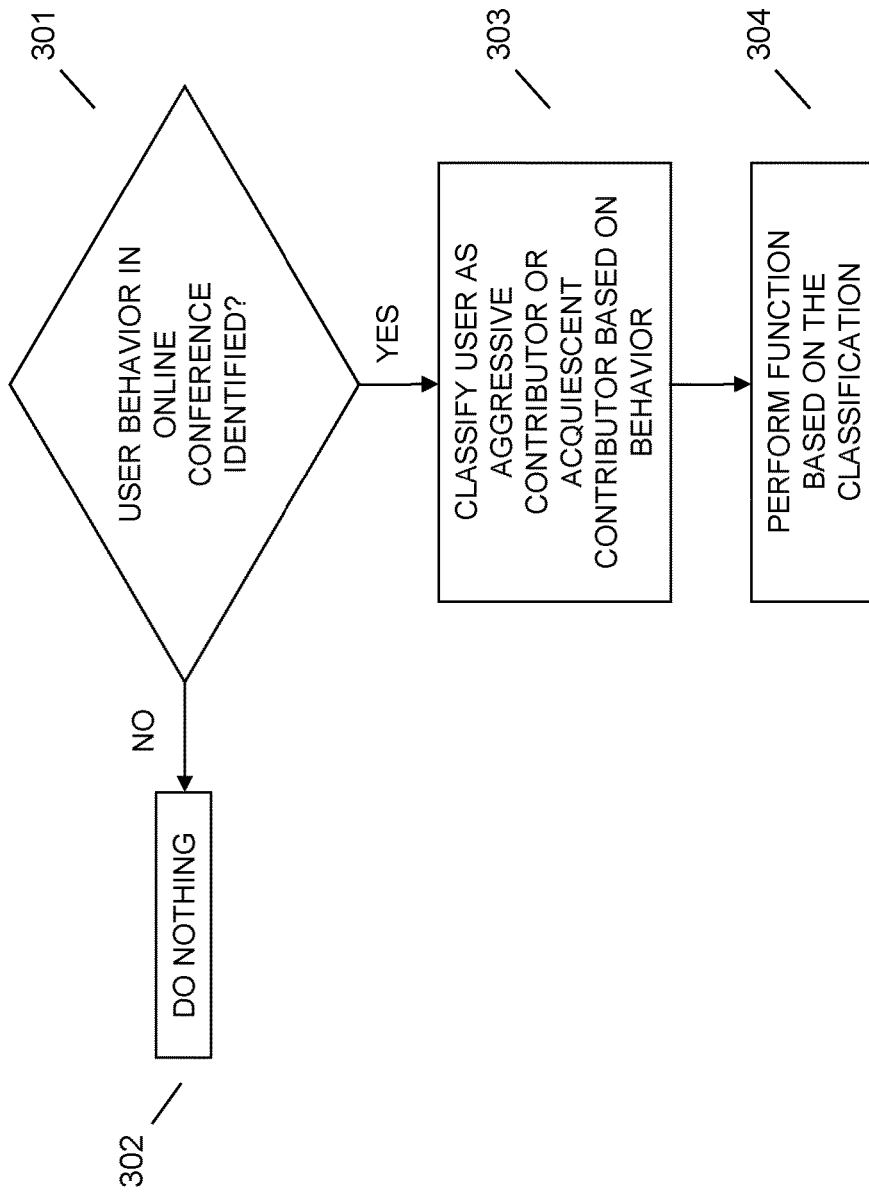 301
USER BEHAVIOR IN
ONLINE
CONFERENCE
IDENTIFIED?
NO
302
DO NOTHING
YES
303
CLASSIFY USER AS
AGGRESSIVE
CONTRIBUTOR OR
ACQUIESCENT
CONTRIBUTOR BASED ON
BEHAVIOR
304
PERFORM FUNCTION
BASED ON THE
CLASSIFICATION